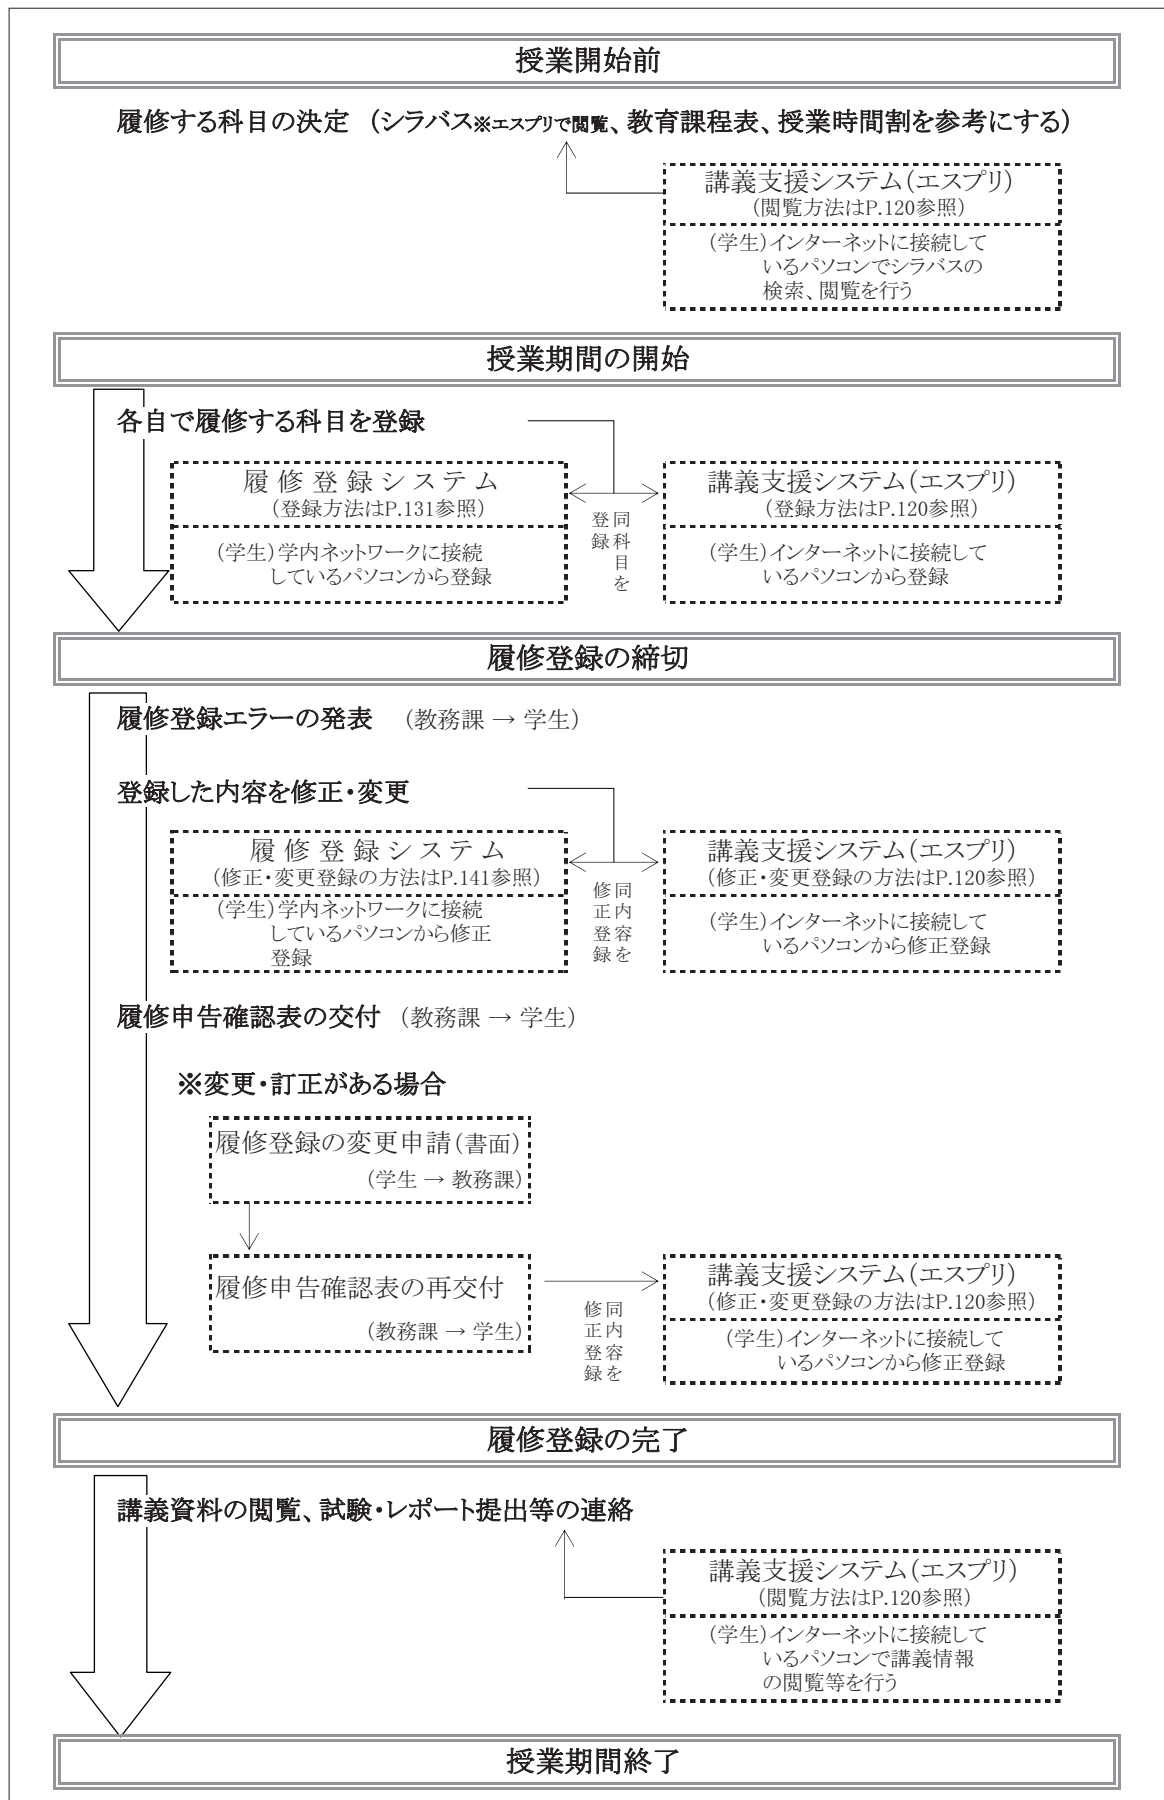 授業開始前
履修する科目の決定 （シラバス※エスプリで閲覧、教育課程表、授業時間割を参考にする）
講義支援システム（エスプリ）
（閲覧方法はP.120参照）
（学生）インターネットに接続して
いるパソコンでシラバスの
検索、閲覧を行う
授業期間の開始
各自で履修する科目を登録
履修登録システム
（登録方法はP.131参照）
（学生）学内ネットワークに接続
しているパソコンから登録
同科目を
登録
講義支援システム（エスプリ）
（登録方法はP.120参照）
（学生）インターネットに接続して
いるパソコンから登録
履修登録の締切
履修登録エラーの発表 （教務課 → 学生）
登録した内容を修正・変更
履修登録システム
（修正・変更登録の方法はP.141参照）
（学生）学内ネットワークに接続
しているパソコンから修正
登録
同内容を
修正登録
講義支援システム（エスプリ）
（修正・変更登録の方法はP.120参照）
（学生）インターネットに接続して
いるパソコンから修正登録
履修申告確認表の交付 （教務課 → 学生）
※変更・訂正がある場合
履修登録の変更申請（書面）
（学生 → 教務課）
履修申告確認表の再交付
（教務課 → 学生）
同内容を
修正登録
講義支援システム（エスプリ）
（修正・変更登録の方法はP.120参照）
（学生）インターネットに接続して
いるパソコンから修正登録
履修登録の完了
講義資料の閲覧、試験・レポート提出等の連絡
講義支援システム（エスプリ）
（閲覧方法はP.120参照）
（学生）インターネットに接続して
いるパソコンで講義情報
の閲覧等を行う
授業期間終了